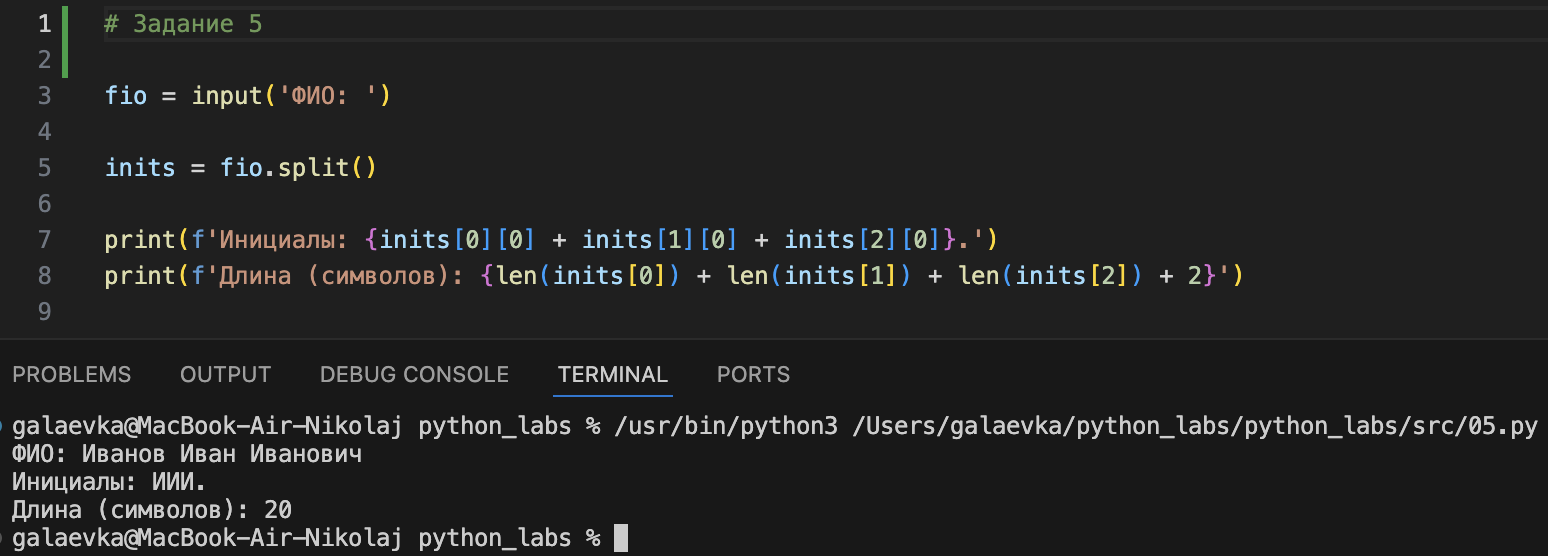 1 # Задание 5
2
3 fio = input('ФИО: ')
4
5 inits = fio.split()
6
7 print(f'Инициалы: {inits[0][0] + inits[1][0] + inits[2][0]}.')
8 print(f'Длина (символов): {len(inits[0]) + len(inits[1]) + len(inits[2]) + 2}')
9
PROBLEMS OUTPUT DEBUG CONSOLE TERMINAL PORTS
galaevka@MacBook-Air-Nikolaj python_labs % /usr/bin/python3 /Users/galaevka/python_labs/python_labs/src/05.py
ФИО: Иванов Иван Иванович
Инициалы: ИИИ.
Длина (символов): 20
galaevka@MacBook-Air-Nikolaj python_labs %